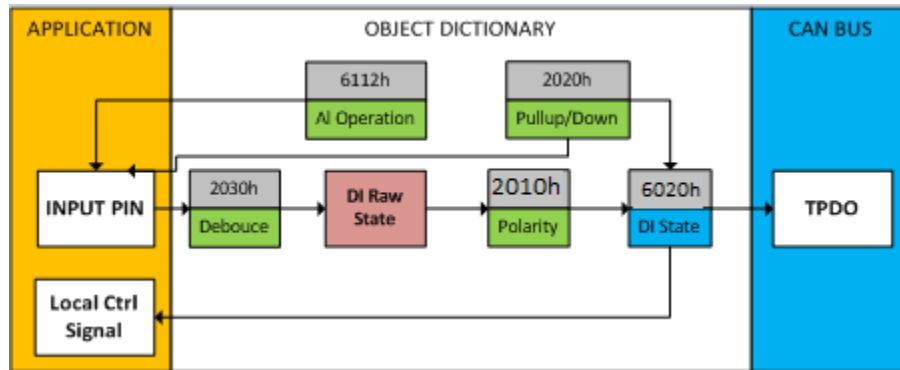 APPLICATION
OBJECT DICTIONARY
CAN BUS
6112h
AI Operation
2020h
Pullup/Down
INPUT PIN
2030h
Debouce
DI Raw
State
2010h
Polarity
6020h
DI State
TPDO
Local Ctrl
Signal